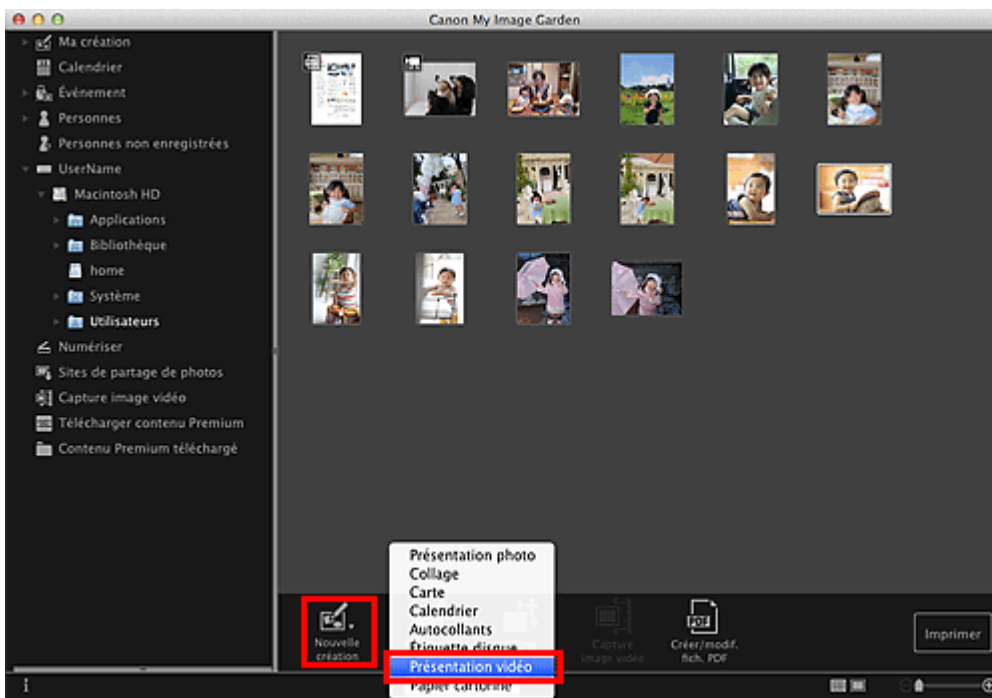 Canon My Image Garden
Ma création
Calendrier
Événement
Personnes
Personnes non enregistrées
UserName
Macintosh HD
Applications
Bibliothèque
home
Système
Utilisateurs
Numériser
Sites de partage de photos
Capture image vidéo
Télécharger contenu Premium
Contenu Premium téléchargé
Présentation photo
Collage
Carte
Calendrier
Autocollants
Étiquette disque
Présentation vidéo
Papier cartonné
Nouvelle
création
Capture
image vidéo
PDF
Créer/modif.
fich. PDF
Imprimer